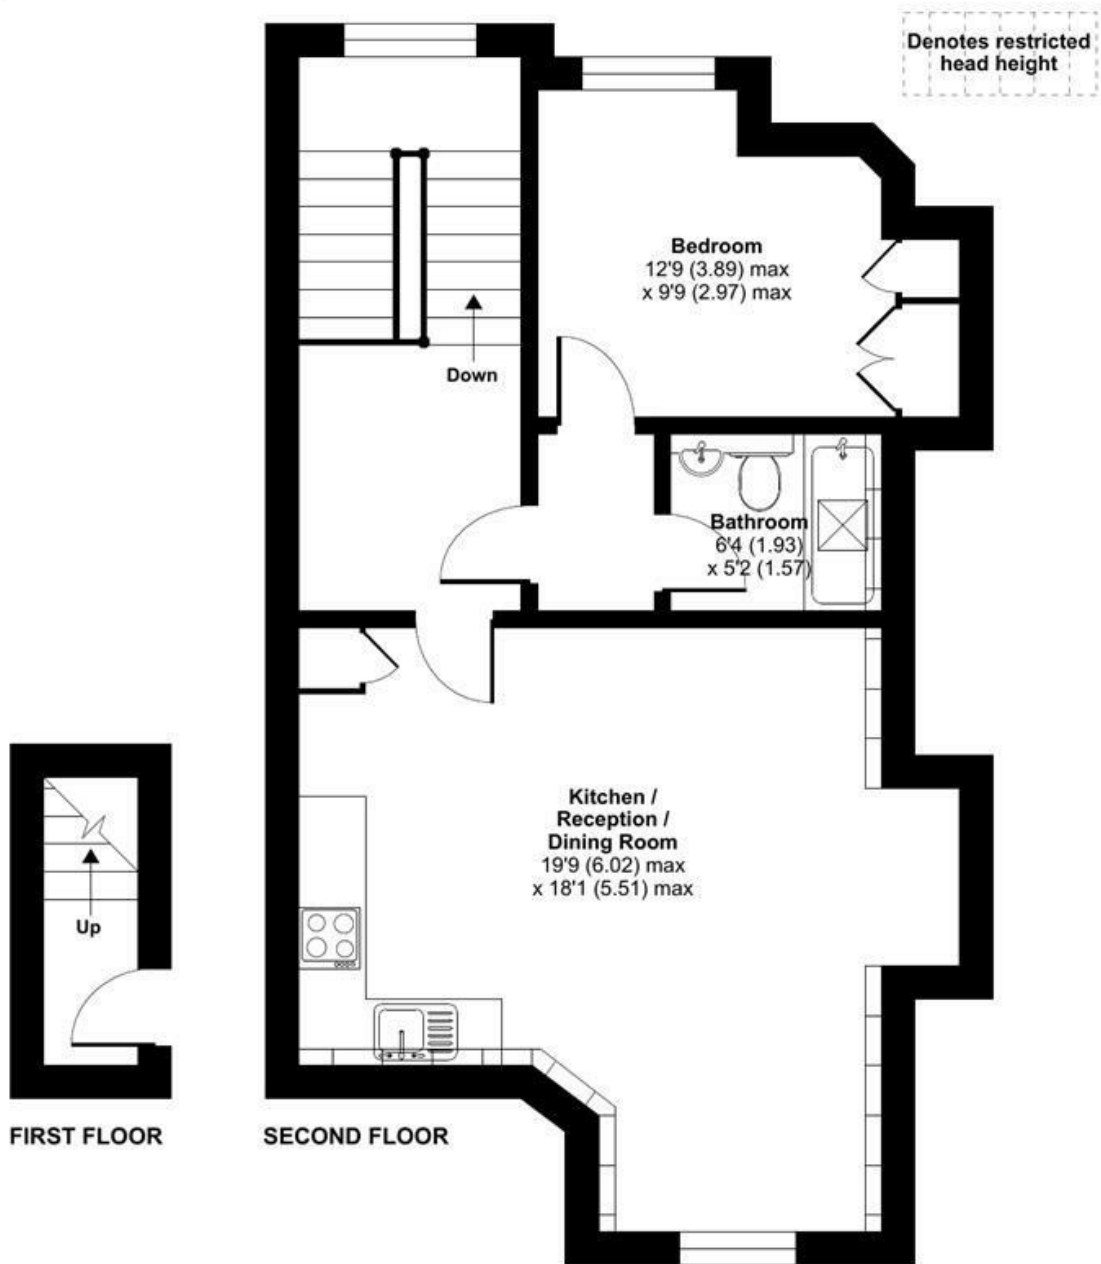 Denotes restricted
head height
Bedroom
12'9 (3.89) max
x 9'9 (2.97) max
Down
Bathroom
6'4 (1.93)
x 5'2 (1.57)
Kitchen /
Reception /
Dining Room
19'9 (6.02) max
x 18'1 (5.51) max
Up
FIRST FLOOR
SECOND FLOOR